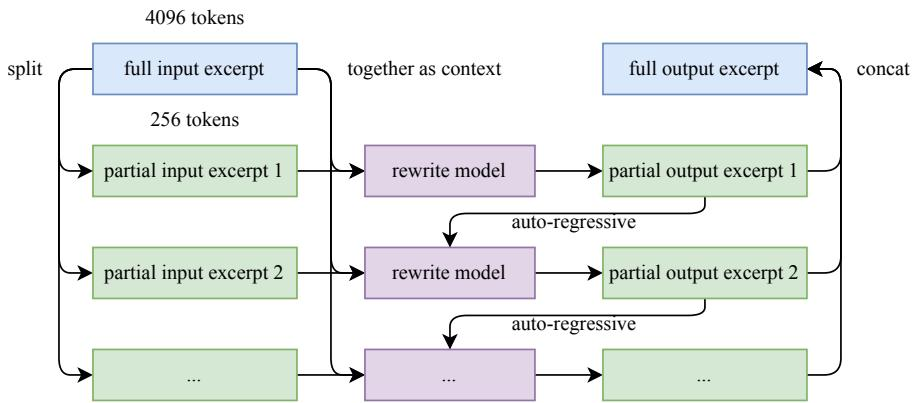 4096 tokens
split
full input excerpt
together as context
full output excerpt
concat
256 tokens
partial input excerpt 1
rewrite model
partial output excerpt 1
auto-regressive
partial input excerpt 2
rewrite model
partial output excerpt 2
auto-regressive
...
...
...